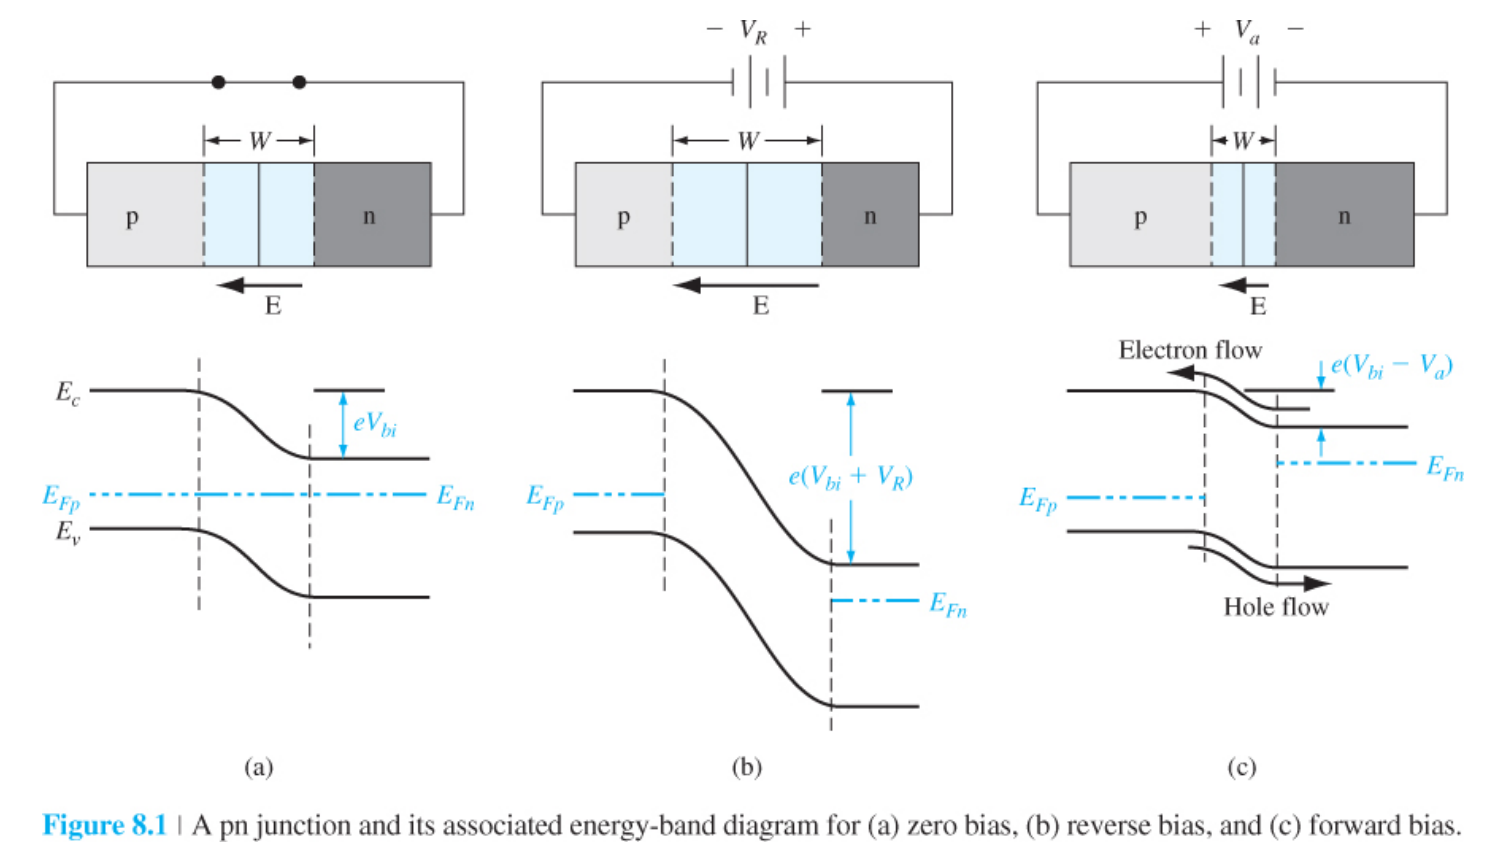 − V_R +
+ V_a −
W
W
W
p
n
p
n
p
n
E
E
E
E_c
eV_bi
E_Fp
E_Fn
E_v
e(V_bi + V_R)
E_Fp
E_Fn
Electron flow
e(V_bi − V_a)
E_Fn
E_Fp
Hole flow
(a)
(b)
(c)
Figure 8.1 | A pn junction and its associated energy-band diagram for (a) zero bias, (b) reverse bias, and (c) forward bias.